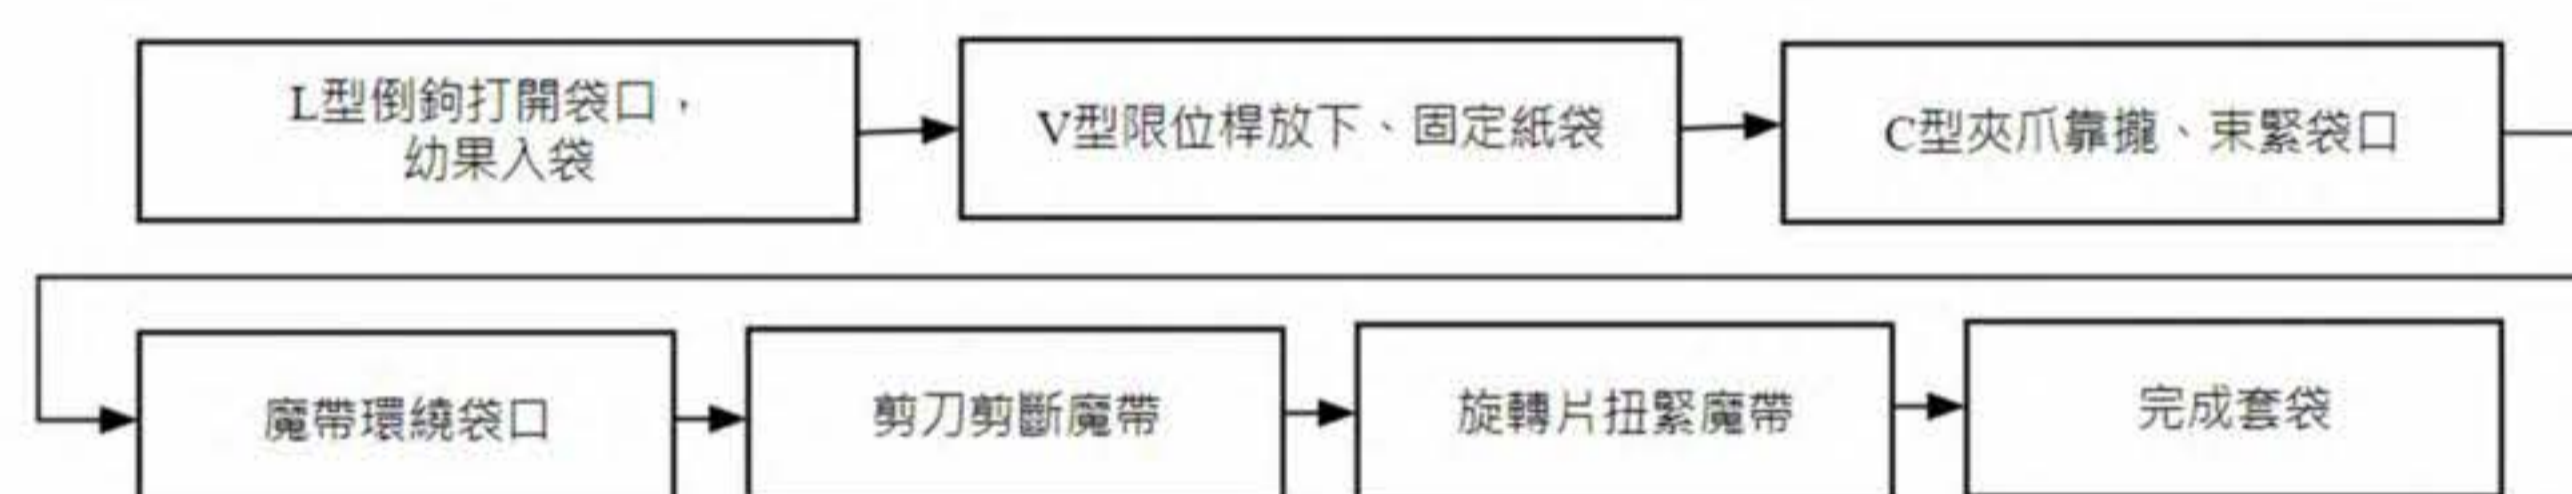 L型倒鉤打開袋口，
幼果入袋
V型限位桿放下、固定紙袋
C型夾爪靠攏、束緊袋口
魔帶環繞袋口
剪刀剪斷魔帶
旋轉片扭緊魔帶
完成套袋